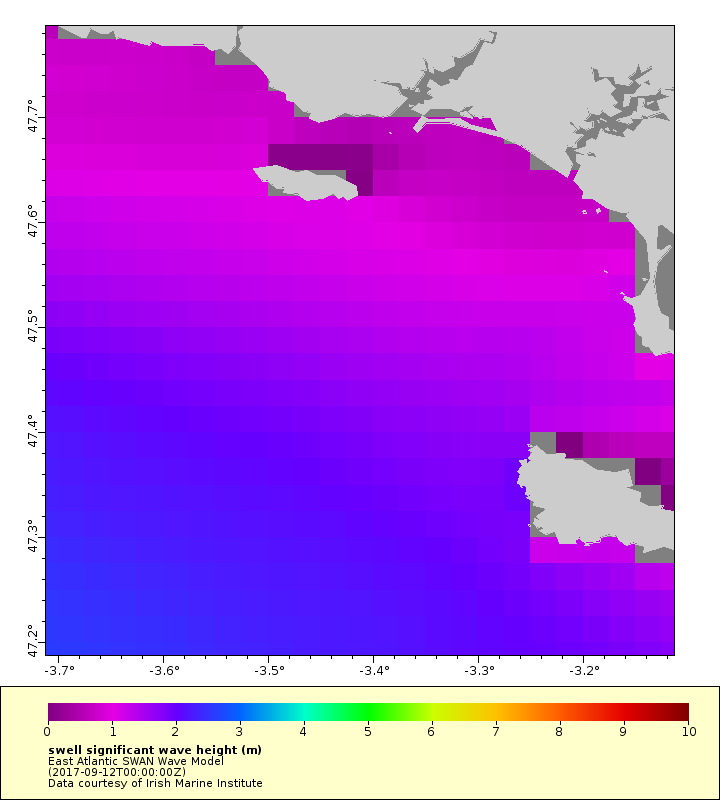 47.7°
47.6°
47.5°
47.4°
47.3°
47.2°
-3.7° -3.6° -3.5° -3.4° -3.3° -3.2°
0 1 2 3 4 5 6 7 8 9 10
swell significant wave height (m)
East Atlantic SWAN Wave Model
(2017-09-12T00:00:00Z)
Data courtesy of Irish Marine Institute